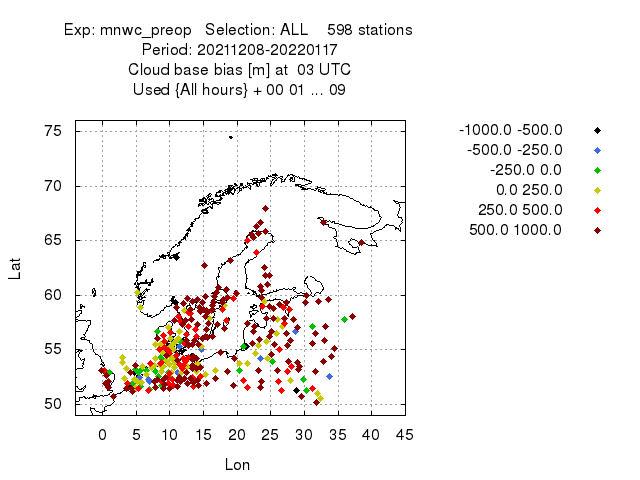 Exp: mnwc_preop   Selection: ALL    598 stations
Period: 20211208-20220117
Cloud base bias [m] at  03 UTC
Used {All hours} + 00 01 ... 09
-1000.0 -500.0
-500.0 -250.0
-250.0 0.0
0.0 250.0
250.0 500.0
500.0 1000.0
75
70
65
60
55
50
Lat
0 5 10 15 20 25 30 35 40 45
Lon